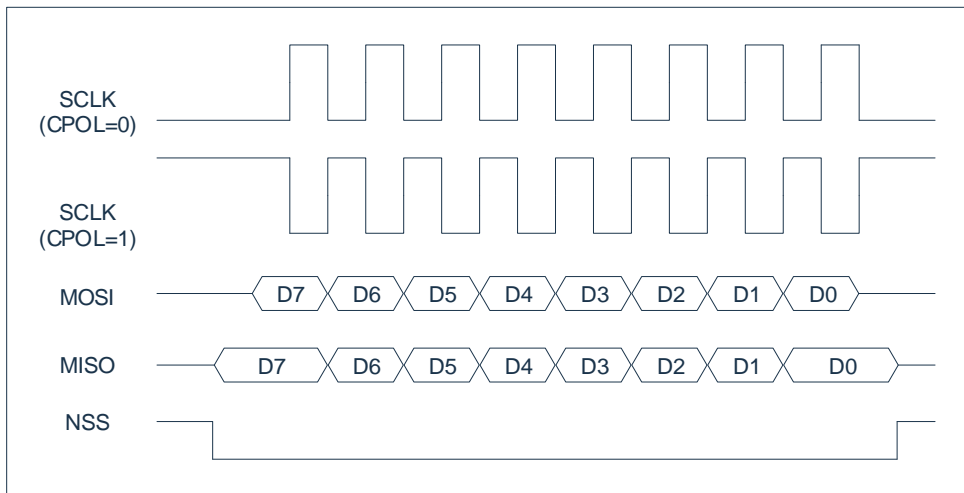 SCLK
(CPOL=0)
SCLK
(CPOL=1)
MOSI D7 D6 D5 D4 D3 D2 D1 D0
MISO D7 D6 D5 D4 D3 D2 D1 D0
NSS